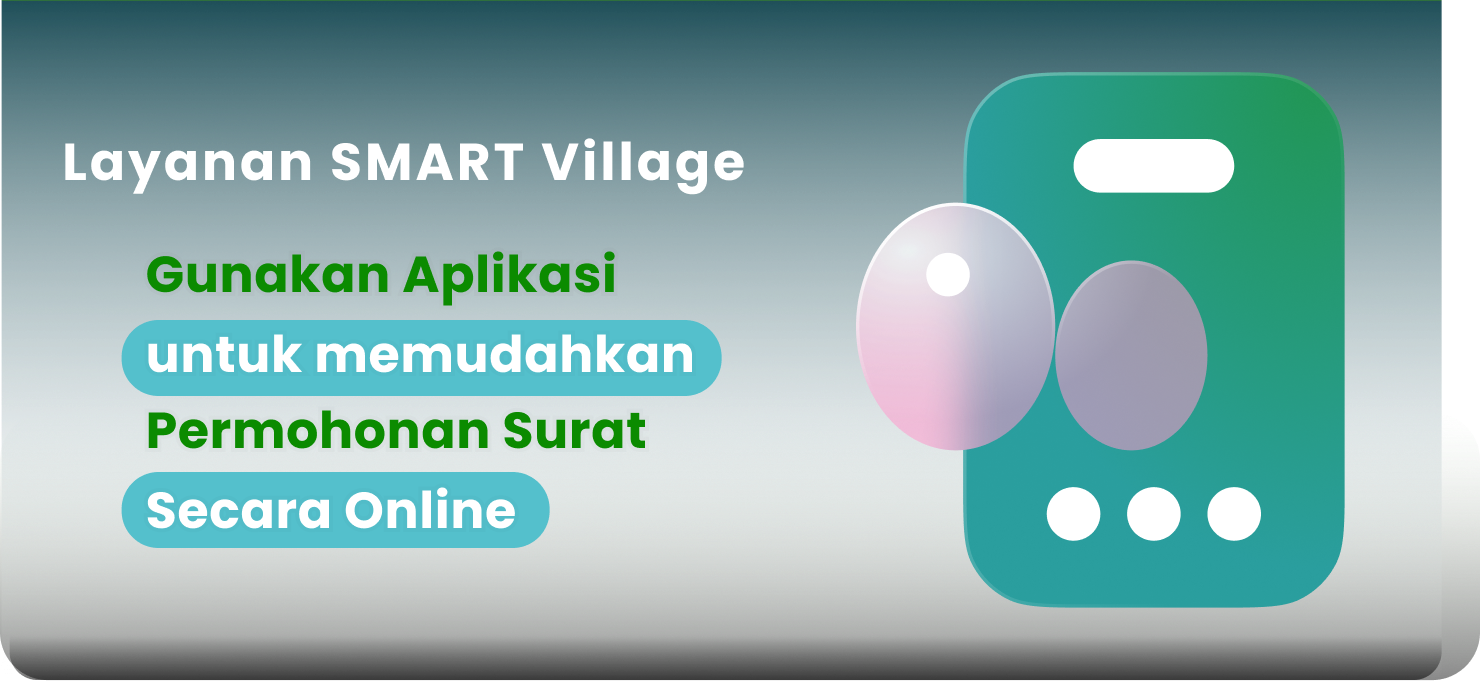 Layanan SMART Village
Gunakan Aplikasi
untuk memudahkan
Permohonan Surat
Secara Online